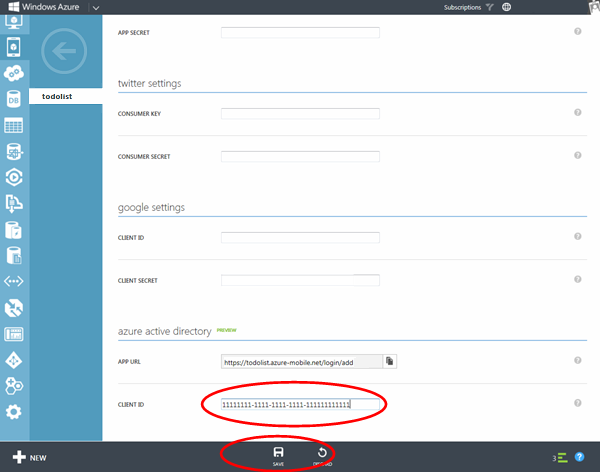 Windows Azure
Subscriptions
APP SECRET
todolist
twitter settings
CONSUMER KEY
CONSUMER SECRET
google settings
CLIENT ID
CLIENT SECRET
azure active directory PREVIEW
APP URL https://todolist.azure-mobile.net/login/add
CLIENT ID 11111111-1111-1111-1111-111111111111
NEW
SAVE
3